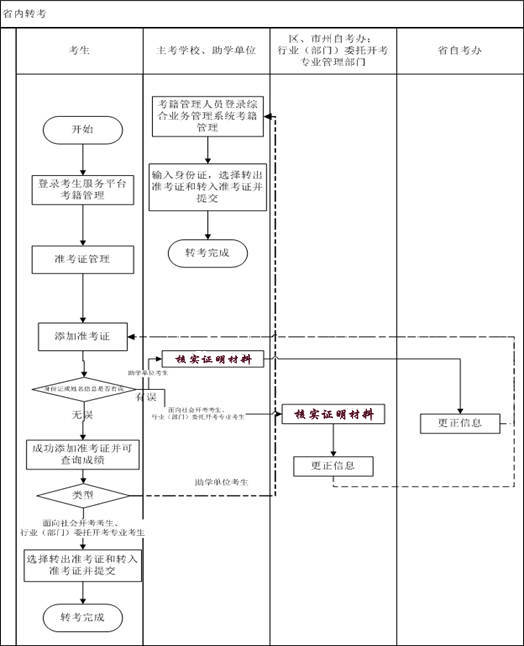 省内转考
考生
主考学校、助学单位
区、市州自考办；
行业（部门）委托开考
专业管理部门
省自考办
开始
登录考生服务平台
考籍管理
准考证管理
添加准考证
身份证或姓名信息是否有误
有误
无误
助学单位考生
面向社会开考考生、
行业（部门）委托开考专业考生
成功添加准考证并可
查询成绩
类型
助学单位考生
面向社会开考考生、
行业（部门）委托开考专业考生
选择转出准考证和转入
准考证并提交
转考完成
考籍管理人员登录综
合业务管理系统考籍
管理
输入身份证，选择转出
准考证和转入准考证并
提交
转考完成
核实证明材料
核实证明材料
更正信息
更正信息